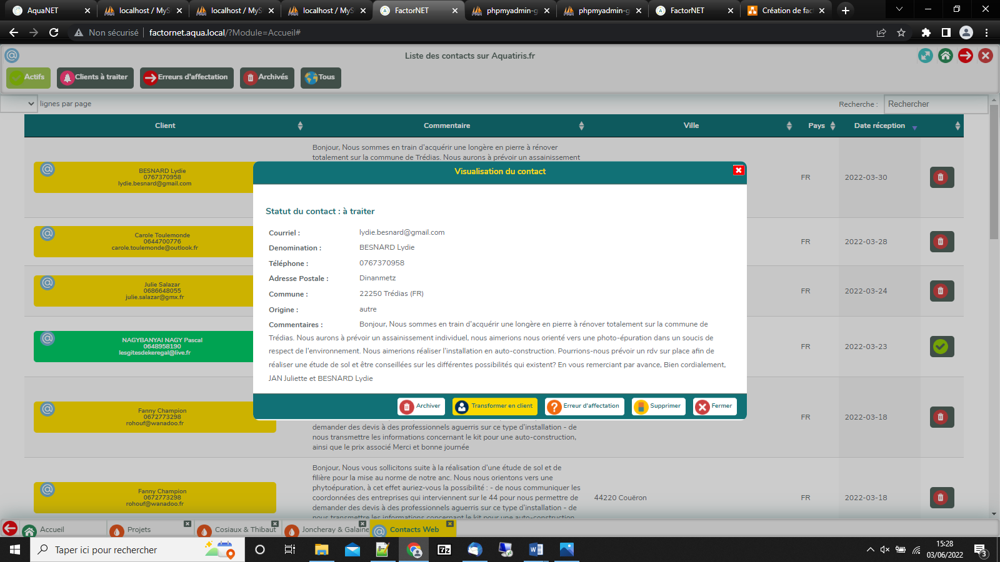 AquaNET
localhost / MyS
localhost / MyS
localhost / MyS
FactorNET
phpmyadmin-g
phpmyadmin-g
FactorNET
Création de fac
Non sécurisé
factornet.aqua.local/?Module=Accueil#
Liste des contacts sur Aquatiris.fr
Actifs
Clients à traiter
Erreurs d'affectation
Archivés
Tous
lignes par page
Recherche :
Rechercher
Client
Commentaire
Ville
Pays
Date réception
Bonjour, Nous sommes en train d'acquérir une longère en pierre à rénover
totalement sur la commune de Trédias. Nous aurons à prévoir un assainissement
BESNARD Lydie
0767370958
lydie.besnard@gmail.com
FR
2022-03-30
Carole Toulemonde
0644700776
carole.toulemonde@outlook.fr
FR
2022-03-28
Julie Salazar
0686648055
julie.salazar@gmx.fr
FR
2022-03-24
NAGYBANYAI NAGY Pascal
0648958190
lesgitesdekeregal@live.fr
FR
2022-03-23
Fanny Champion
0672773298
rohouf@wanadoo.fr
demander des devis à des professionnels aguerris sur ce type d'installation - de
nous transmettre les informations concernant le kit pour une auto-construction,
ainsi que le prix associé Merci et bonne journée
FR
2022-03-18
Fanny Champion
0672773298
rohouf@wanadoo.fr
Bonjour, Nous vous sollicitons suite à la réalisation d'une étude de sol et de
filière pour la mise au norme de notre anc. Nous nous orientons vers une
phytoépuration, à cet effet auriez-vous la possibilité : - de nous communiquer les
coordonnées des entreprises qui interviennent sur le 44 pour nous permettre de
demander des devis à des professionnels aguerris sur ce type d'installation - de
nous transmettre les informations concernant le kit pour une auto-construction,
44220 Couëron
FR
2022-03-18
Visualisation du contact
Statut du contact : à traiter
Courriel : lydie.besnard@gmail.com
Denomination : BESNARD Lydie
Téléphone : 0767370958
Adresse Postale : Dinanmetz
Commune : 22250 Trédias (FR)
Origine : autre
Commentaires : Bonjour, Nous sommes en train d'acquérir une longère en pierre à rénover totalement sur la commune de
Trédias. Nous aurons à prévoir un assainissement individuel, nous aimerions nous orienté vers une photo-épuration dans un soucis de
respect de l'environnement. Nous aimerions réaliser l'installation en auto-construction. Pourrions-nous prévoir un rdv sur place afin de
réaliser une étude de sol et être conseillées sur les différentes possibilités qui existent? En vous remerciant par avance, Bien cordialement,
JAN Juliette et BESNARD Lydie
Archiver
Transformer en client
Erreur d'affectation
Supprimer
Fermer
Accueil
Projets
Cosiaux & Thibaut
Joncheray & Galaine
Contacts Web
Taper ici pour rechercher
15:28
03/06/2022
3